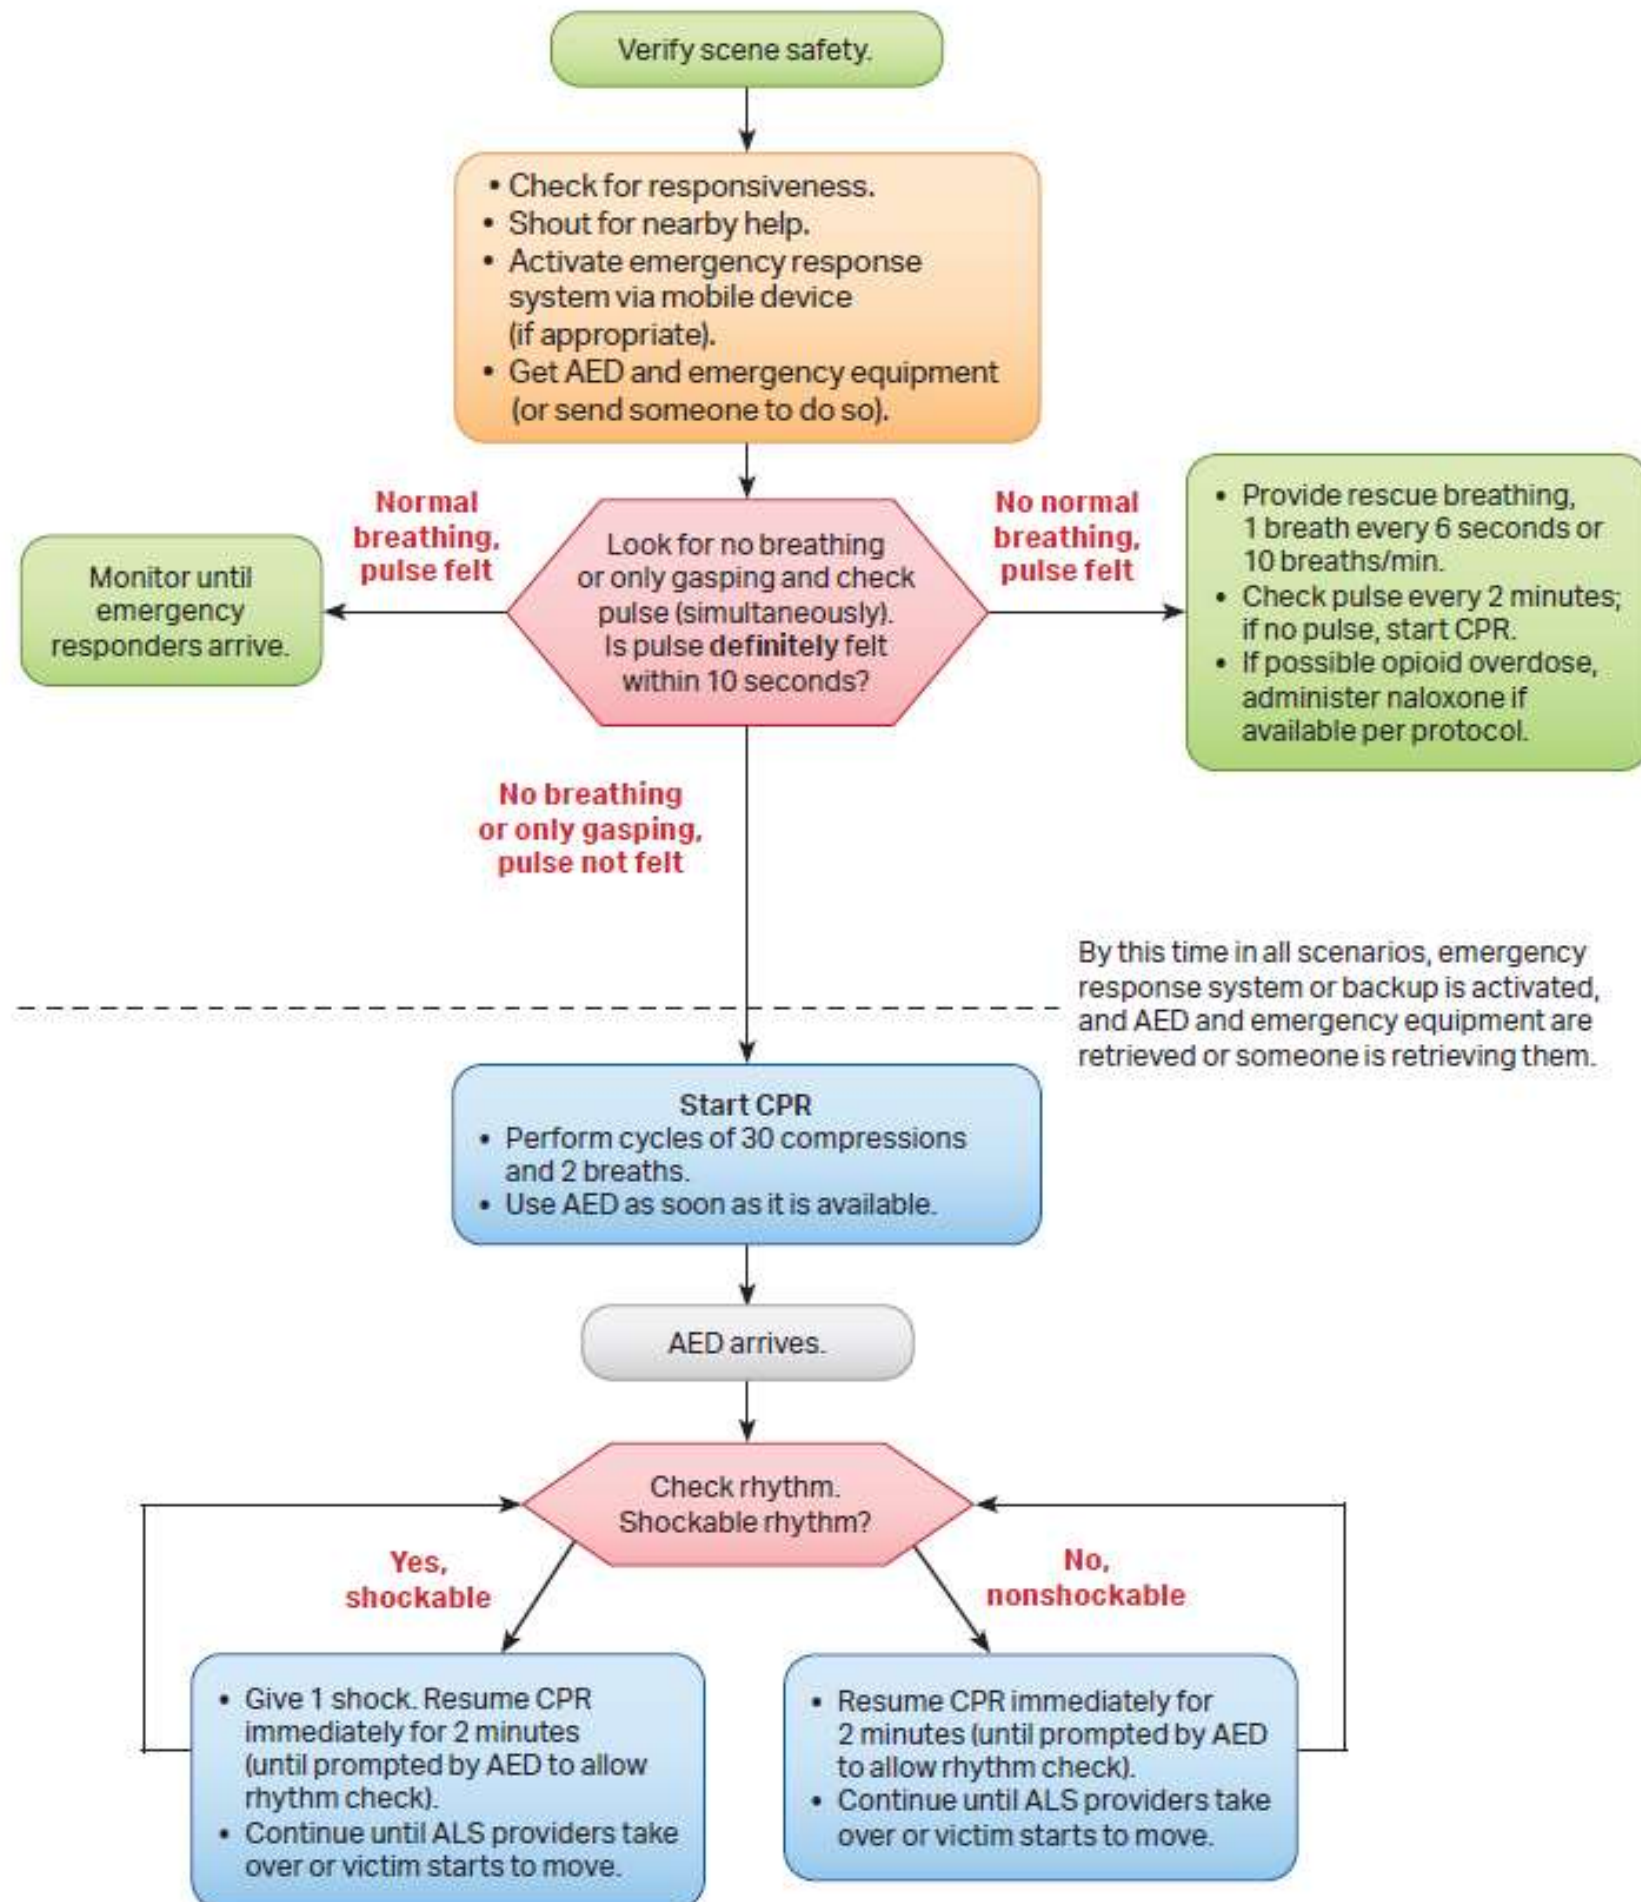 Verify scene safety.
• Check for responsiveness.
• Shout for nearby help.
• Activate emergency response
system via mobile device
(if appropriate).
• Get AED and emergency equipment
(or send someone to do so).
Normal
breathing,
pulse felt
Monitor until
emergency
responders arrive.
Look for no breathing
or only gasping and check
pulse (simultaneously).
Is pulse definitely felt
within 10 seconds?
No normal
breathing,
pulse felt
• Provide rescue breathing,
1 breath every 6 seconds or
10 breaths/min.
• Check pulse every 2 minutes;
if no pulse, start CPR.
• If possible opioid overdose,
administer naloxone if
available per protocol.
No breathing
or only gasping,
pulse not felt
By this time in all scenarios, emergency
response system or backup is activated,
and AED and emergency equipment are
retrieved or someone is retrieving them.
Start CPR
• Perform cycles of 30 compressions
and 2 breaths.
• Use AED as soon as it is available.
AED arrives.
Check rhythm.
Shockable rhythm?
Yes,
shockable
No,
nonshockable
• Give 1 shock. Resume CPR
immediately for 2 minutes
(until prompted by AED to allow
rhythm check).
• Continue until ALS providers take
over or victim starts to move.
• Resume CPR immediately for
2 minutes (until prompted by AED
to allow rhythm check).
• Continue until ALS providers take
over or victim starts to move.